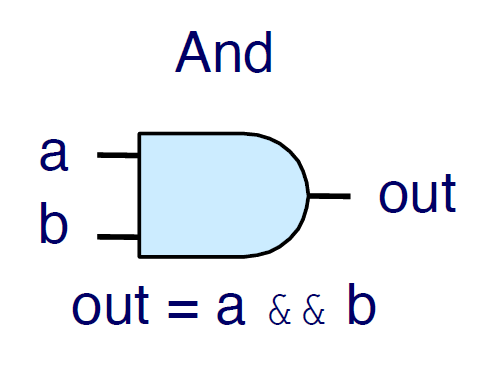 And
a
b
out
out = a && b